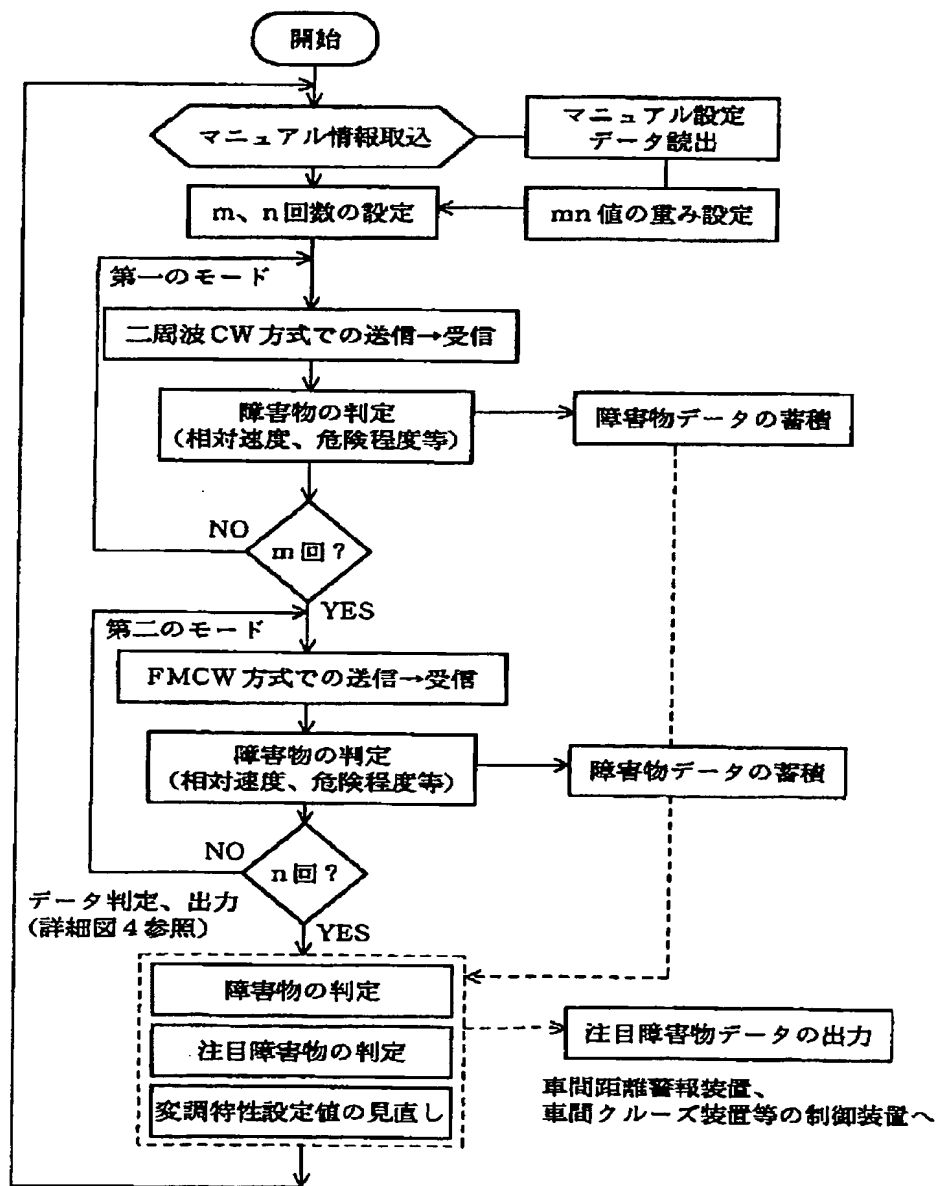 開始
マニュアル情報取込
マニュアル設定
データ読出
m、n回数の設定
mn値の重み設定
第一のモード
二周波CW方式での送信→受信
障害物の判定
(相対速度、危険程度等)
障害物データの蓄積
NO
m回?
YES
第二のモード
FMCW方式での送信→受信
障害物の判定
(相対速度、危険程度等)
障害物データの蓄積
NO
n回?
データ判定、出力
(詳細図4参照)
YES
障害物の判定
注目障害物の判定
注目障害物データの出力
変調特性設定値の見直し
車間距離警報装置、
車間クルーズ装置等の制御装置へ